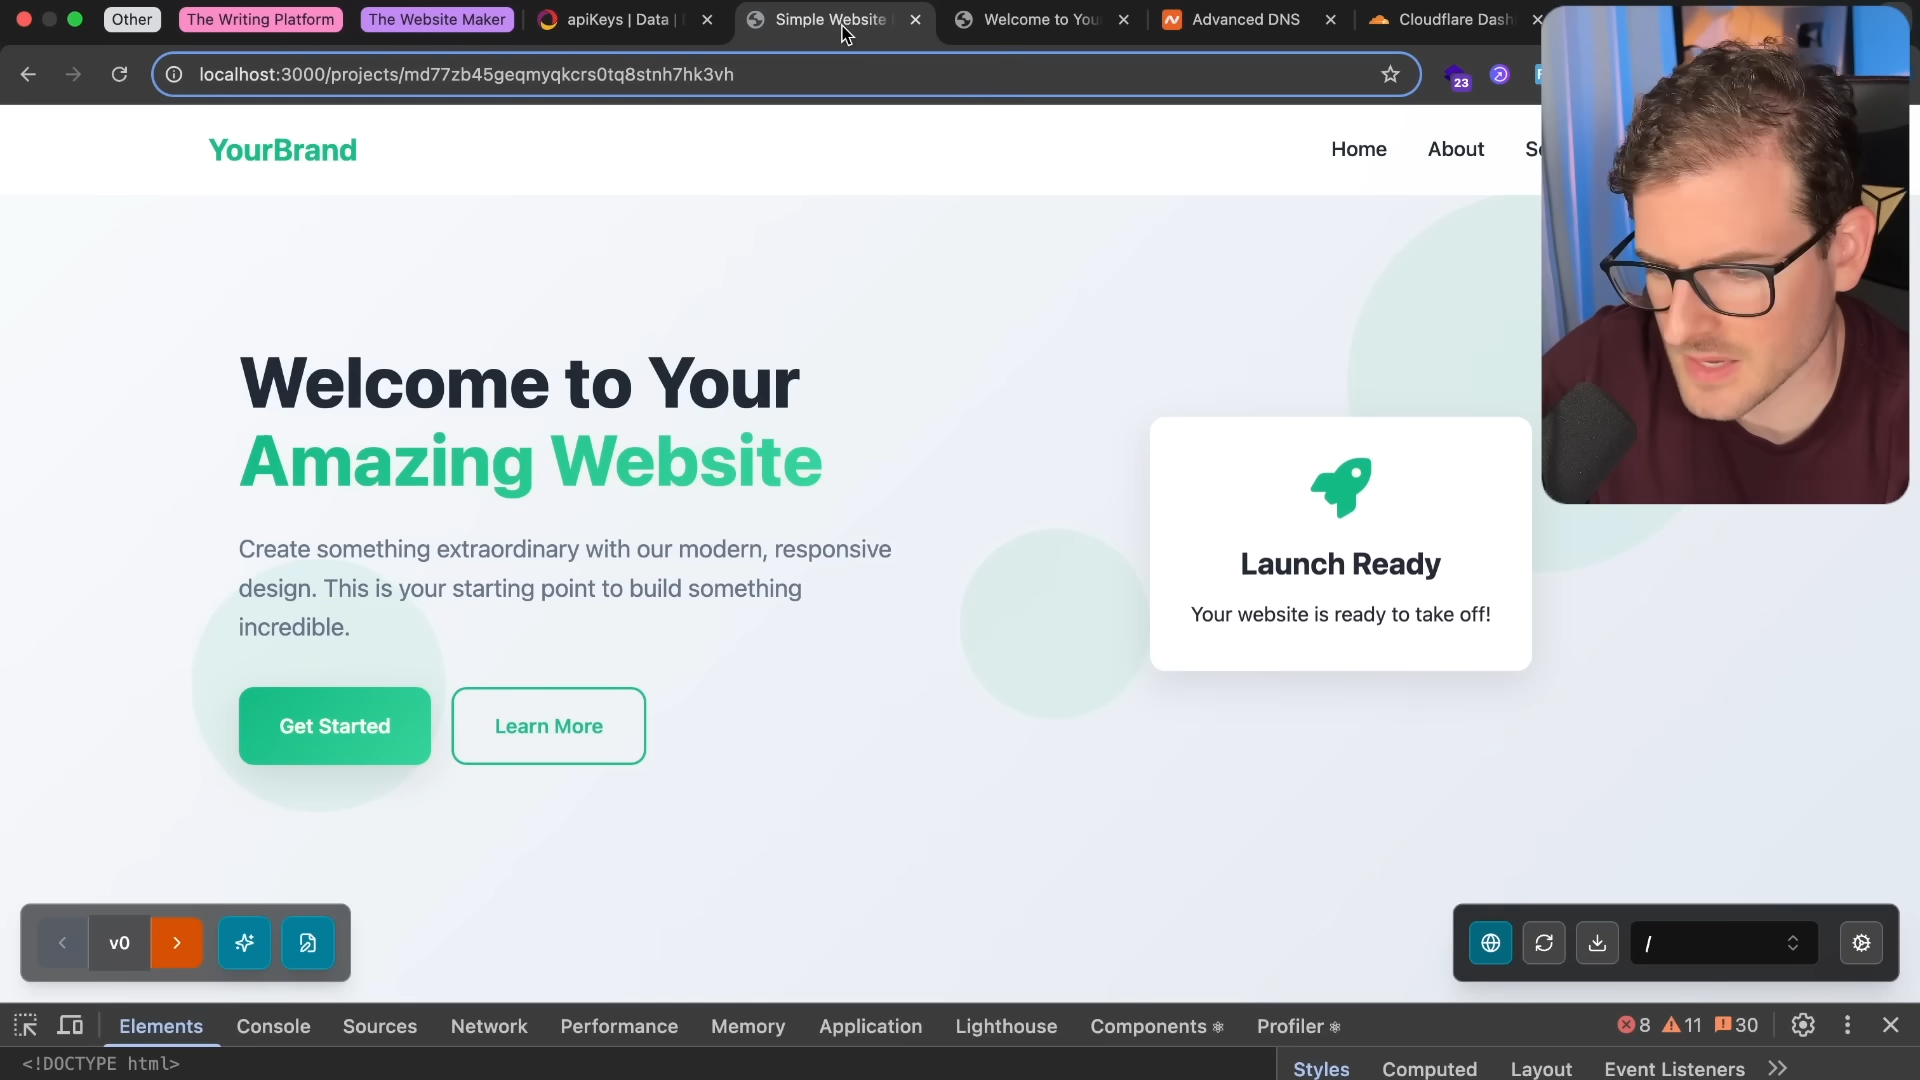 Other
The Writing Platform
The Website Maker
apiKeys | Data |
Simple Website
Welcome to You
Advanced DNS
Cloudflare Dash
localhost:3000/projects/md77zb45geqmyqkcrs0tq8stnh7hk3vh
23
YourBrand
Home
About
Welcome to Your
Amazing Website
Create something extraordinary with our modern, responsive
design. This is your starting point to build something
incredible.
Get Started
Learn More
Launch Ready
Your website is ready to take off!
v0
/
Elements
Console
Sources
Network
Performance
Memory
Application
Lighthouse
Components
Profiler
8
11
30
<!DOCTYPE html>
Styles
Computed
Layout
Event Listeners